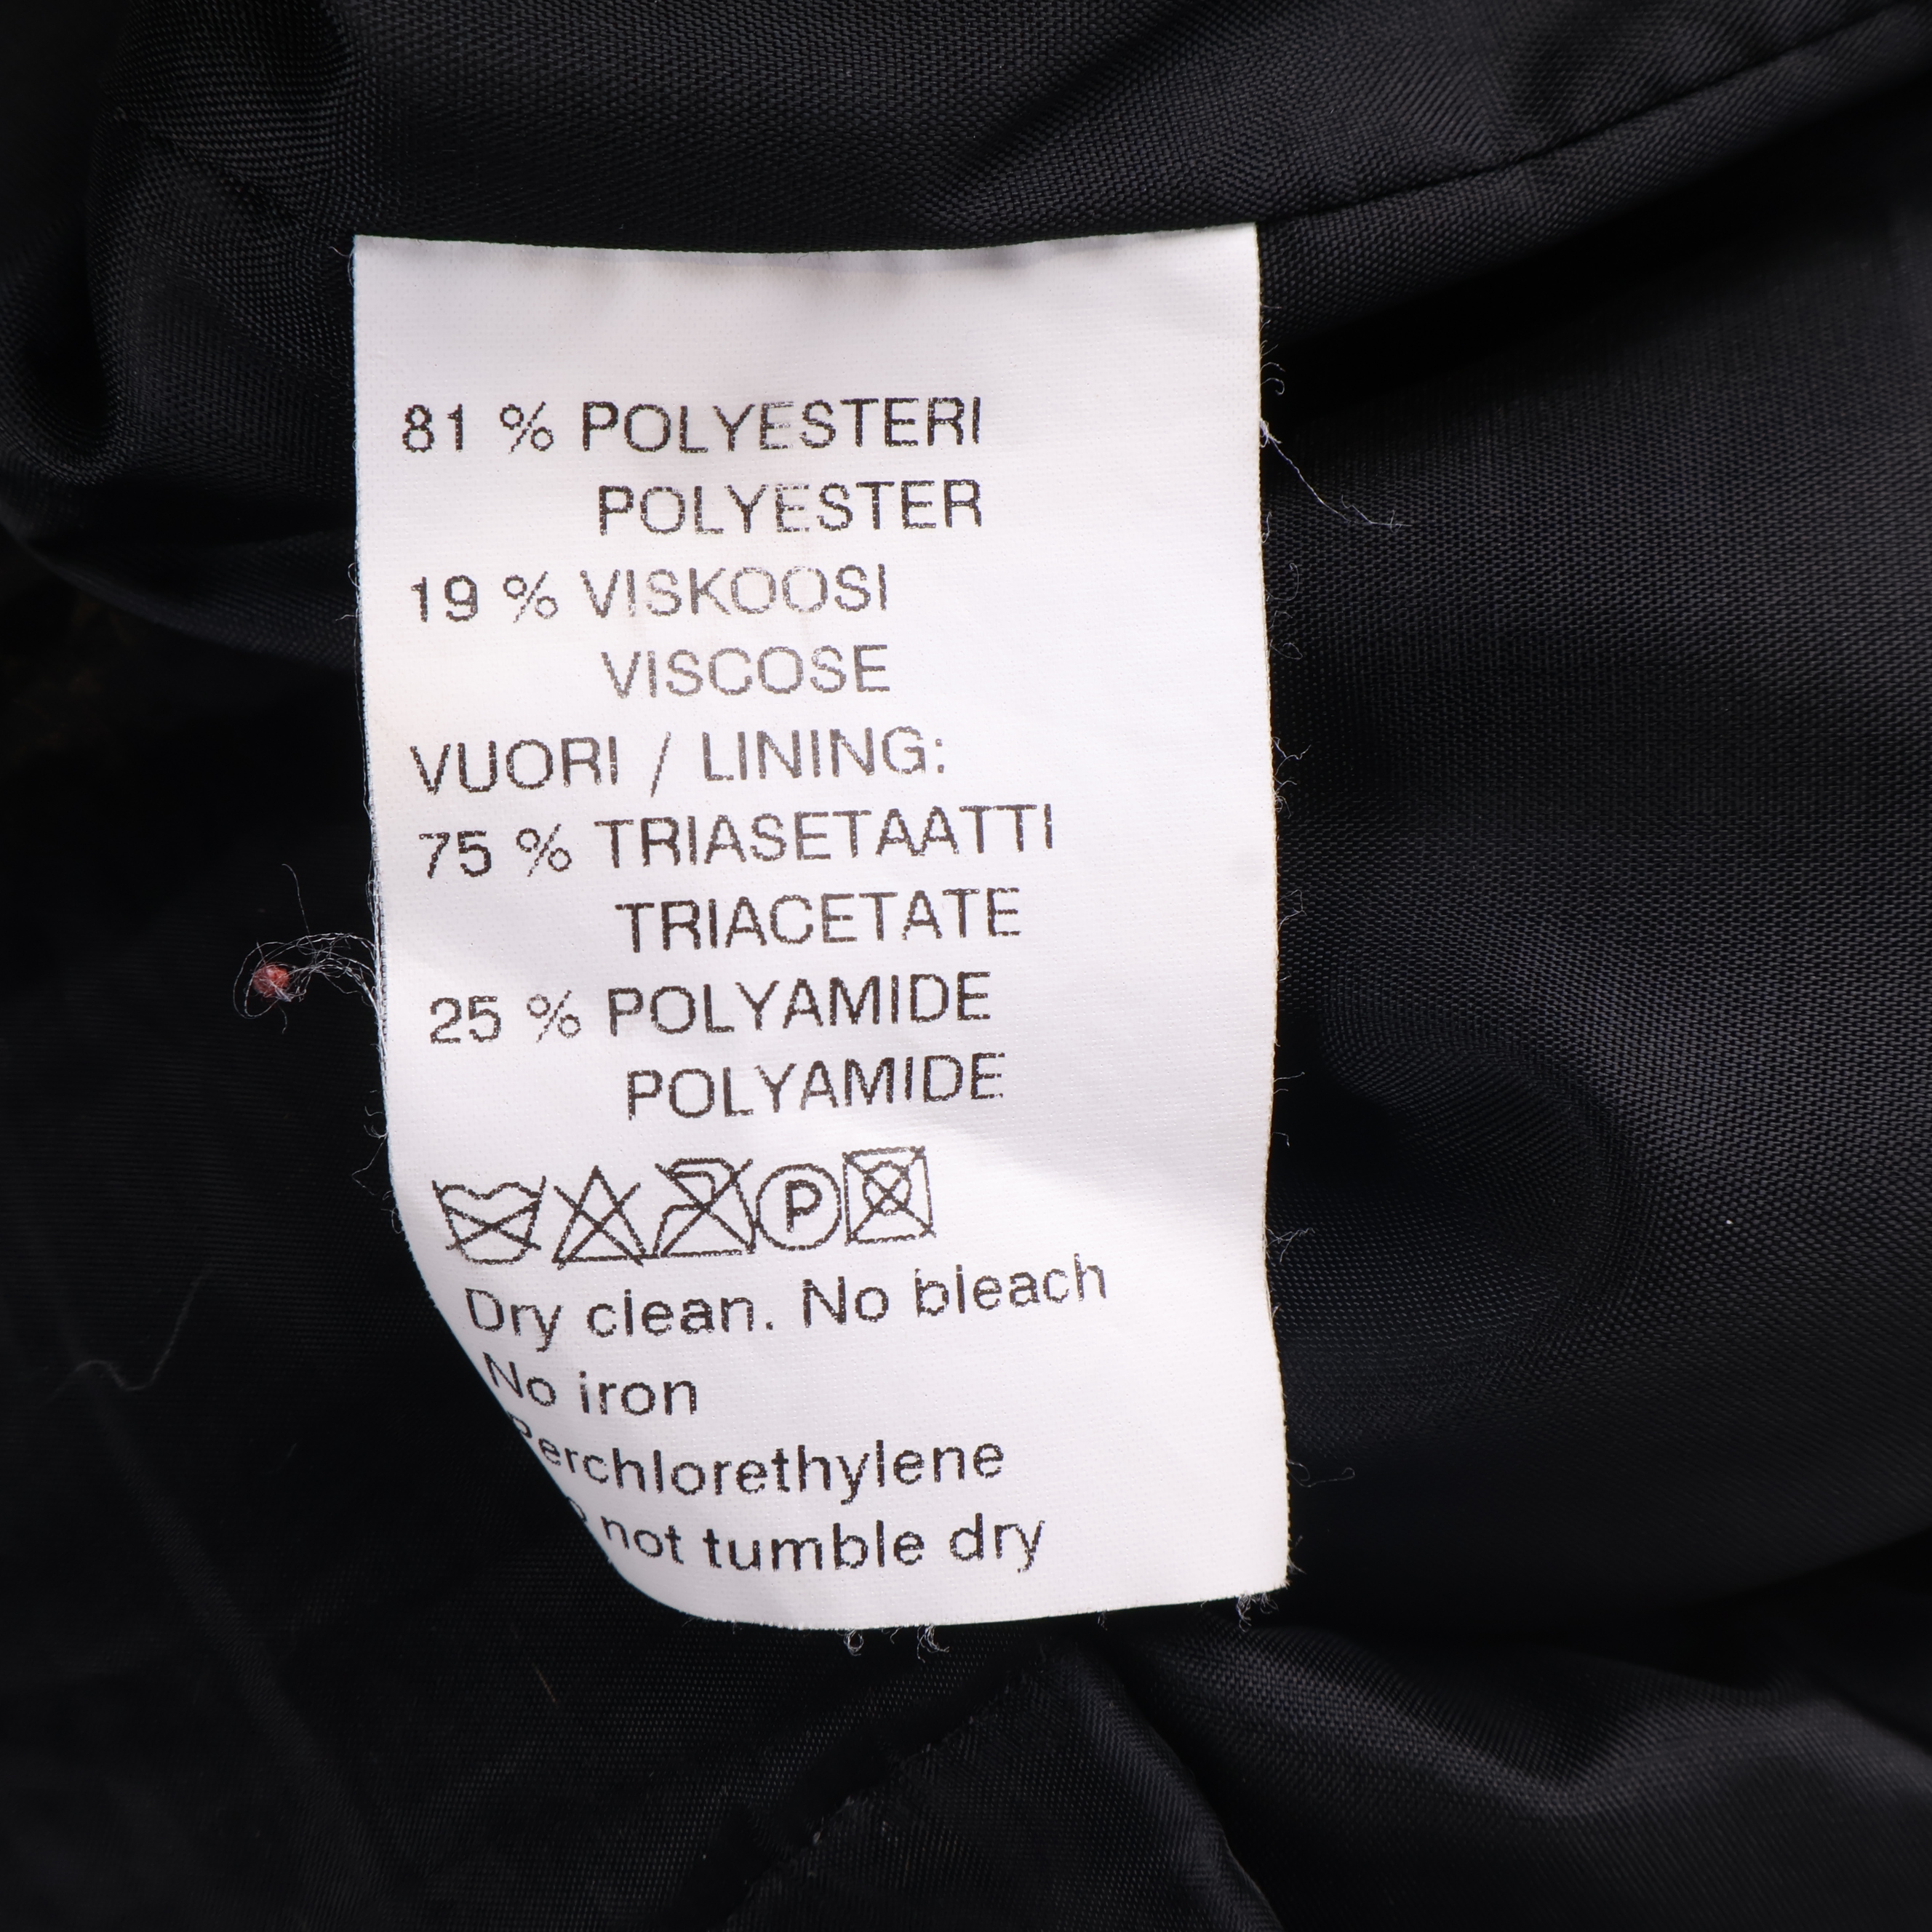 81 % POLYESTERI
POLYESTER
19 % VISKOOSI
VISCOSE
VUORI / LINING:
75 % TRIASETAATTI
TRIACETATE
25 % POLYAMIDE
POLYAMIDE
P
Dry clean. No bleach
No iron
Perchlorethylene
not tumble dry